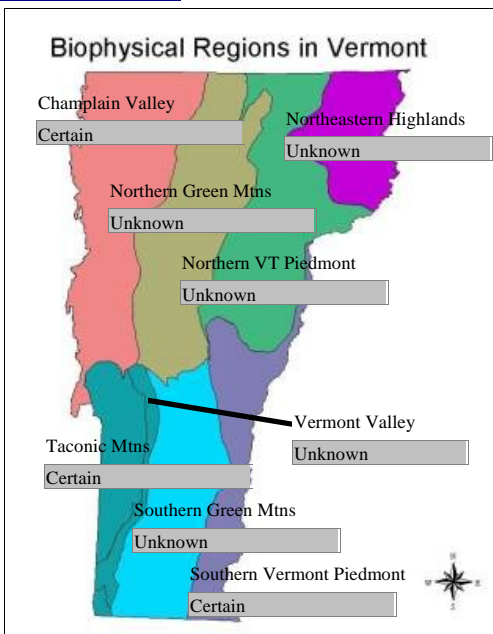 Biophysical Regions in Vermont
Champlain Valley
Certain
Northeastern Highlands
Unknown
Northern Green Mtns
Unknown
Northern VT Piedmont
Unknown
Vermont Valley
Unknown
Taconic Mtns
Certain
Southern Green Mtns
Unknown
Southern Vermont Piedmont
Certain
N
W E
S